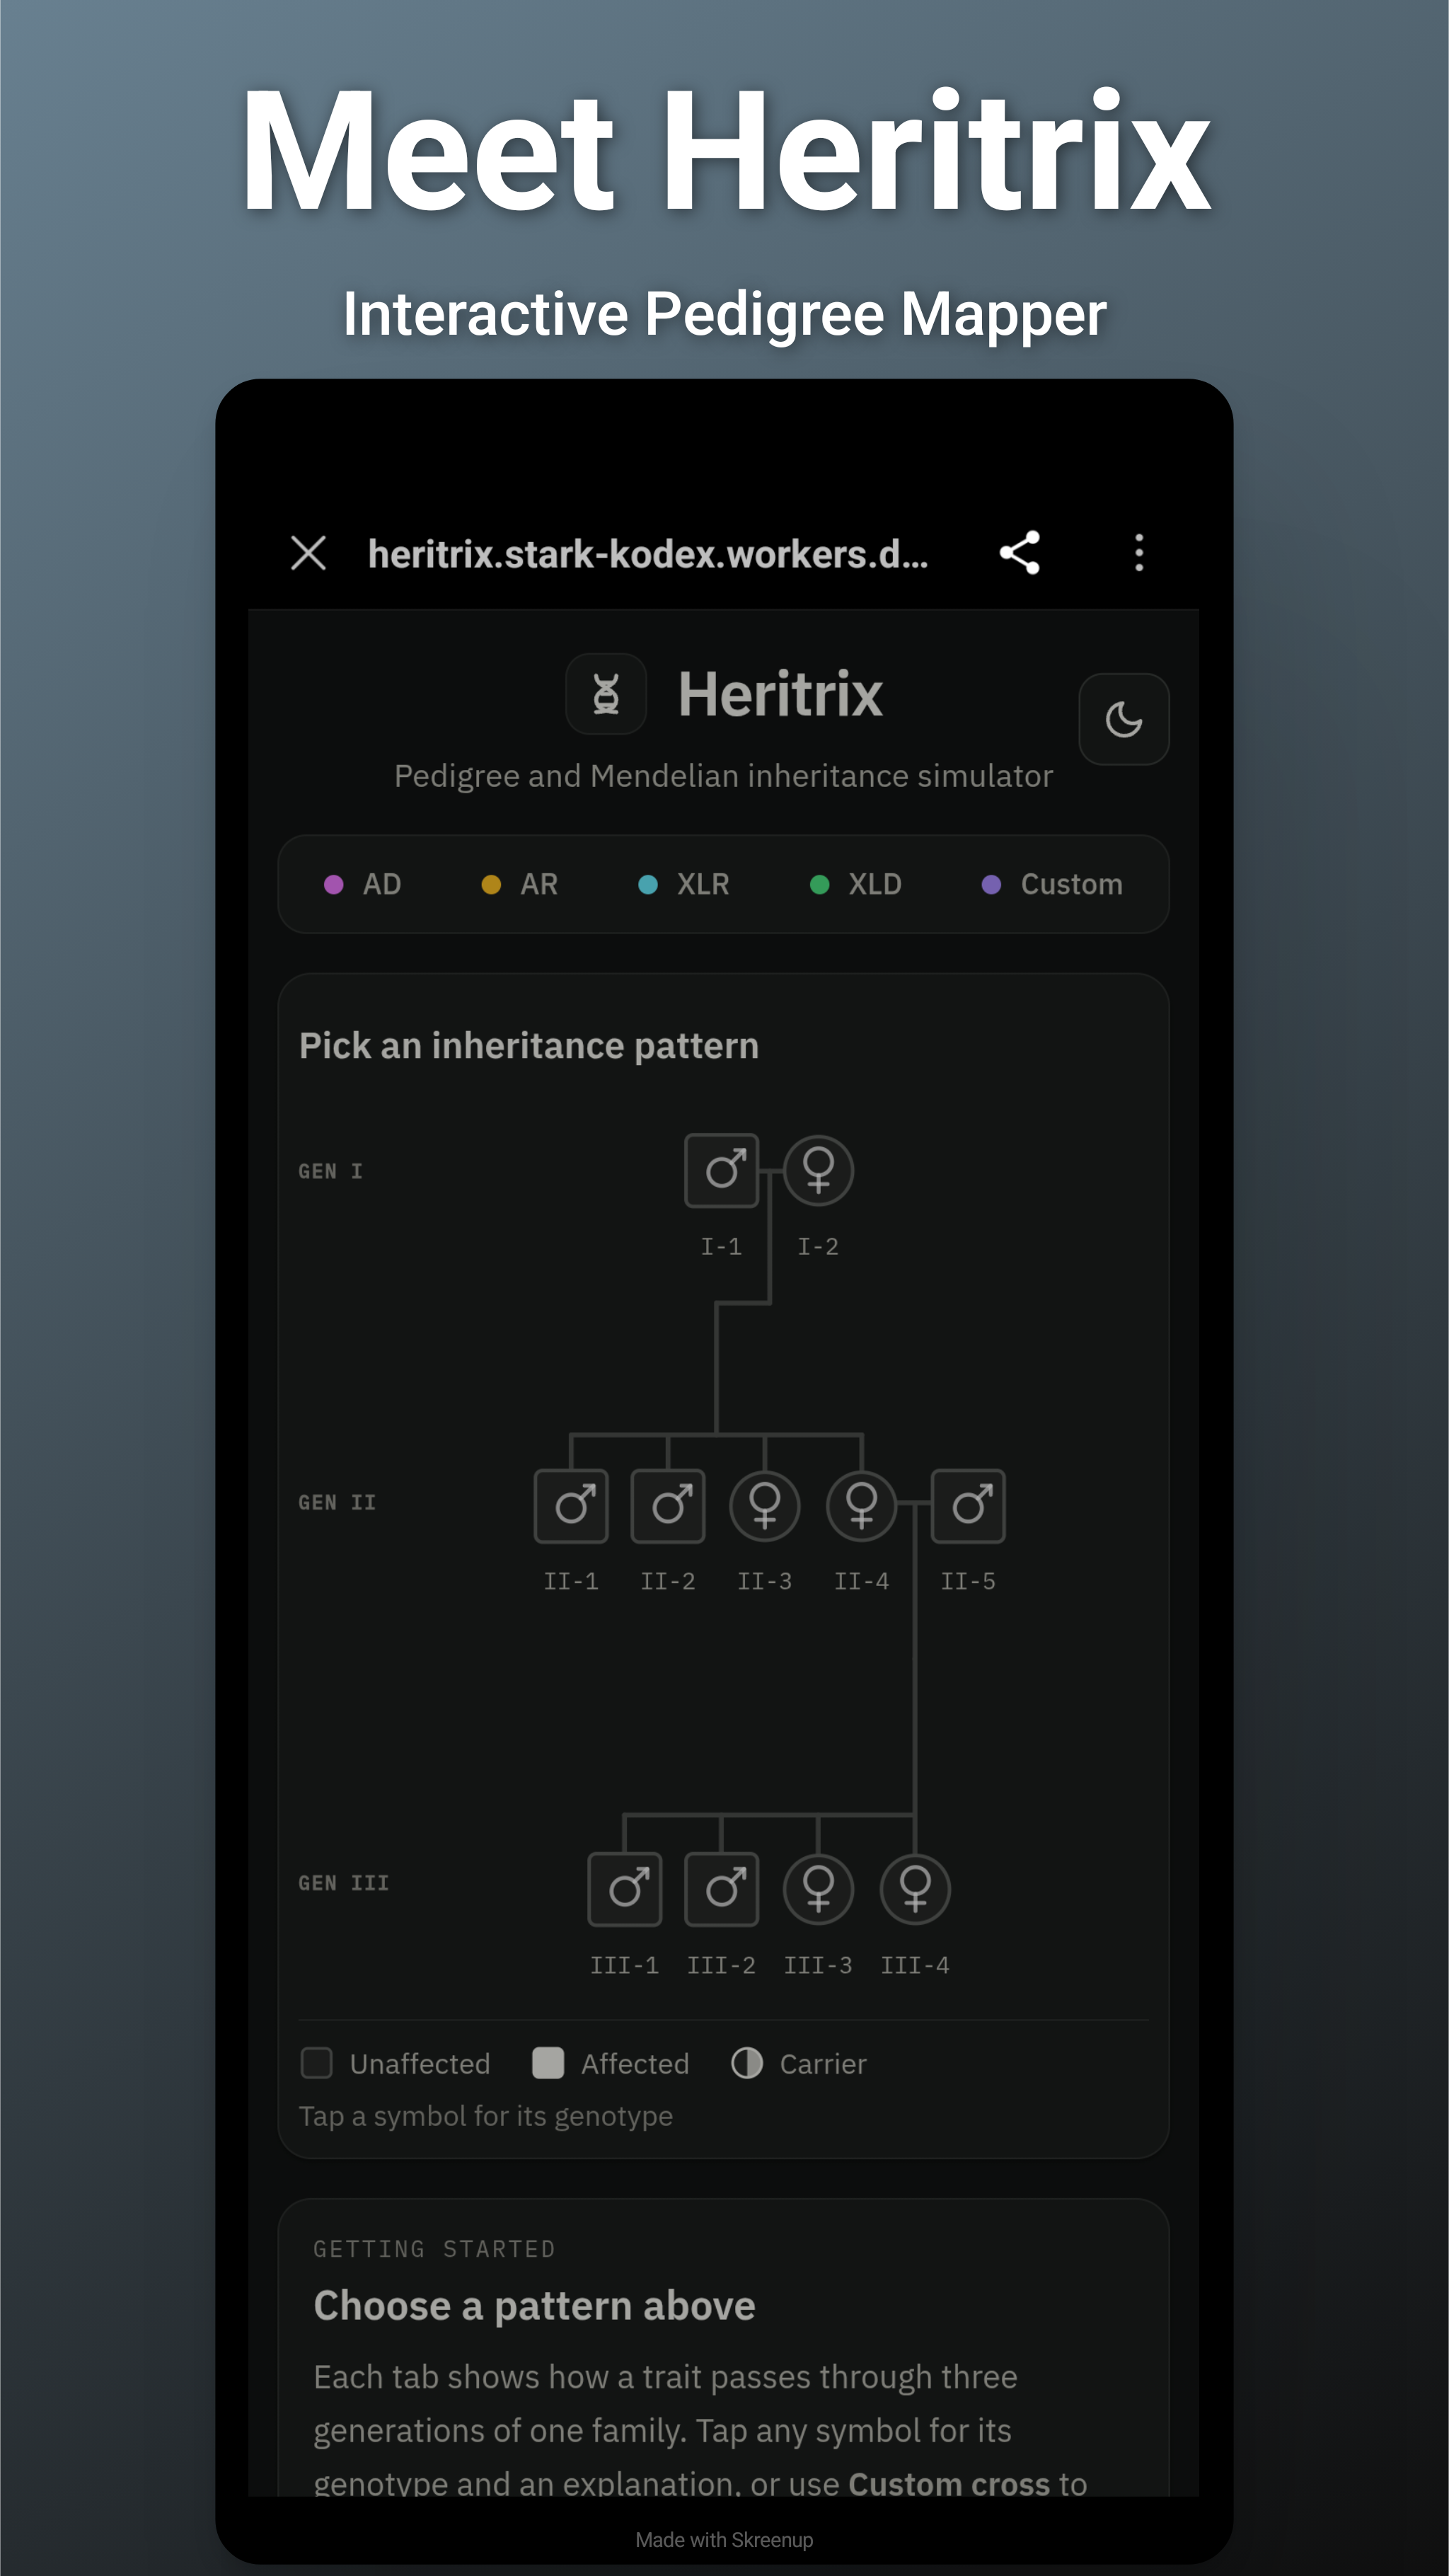 Meet Heritrix
Interactive Pedigree Mapper
heritrix.stark-kodex.workers.d...
Heritrix
Pedigree and Mendelian inheritance simulator
AD AR XLR XLD Custom
Pick an inheritance pattern
GEN I
I-1 I-2
GEN II
II-1 II-2 II-3 II-4 II-5
GEN III
III-1 III-2 III-3 III-4
Unaffected Affected Carrier
Tap a symbol for its genotype
GETTING STARTED
Choose a pattern above
Each tab shows how a trait passes through three
generations of one family. Tap any symbol for its
genotype and an explanation, or use Custom cross to
Made with Skreenup